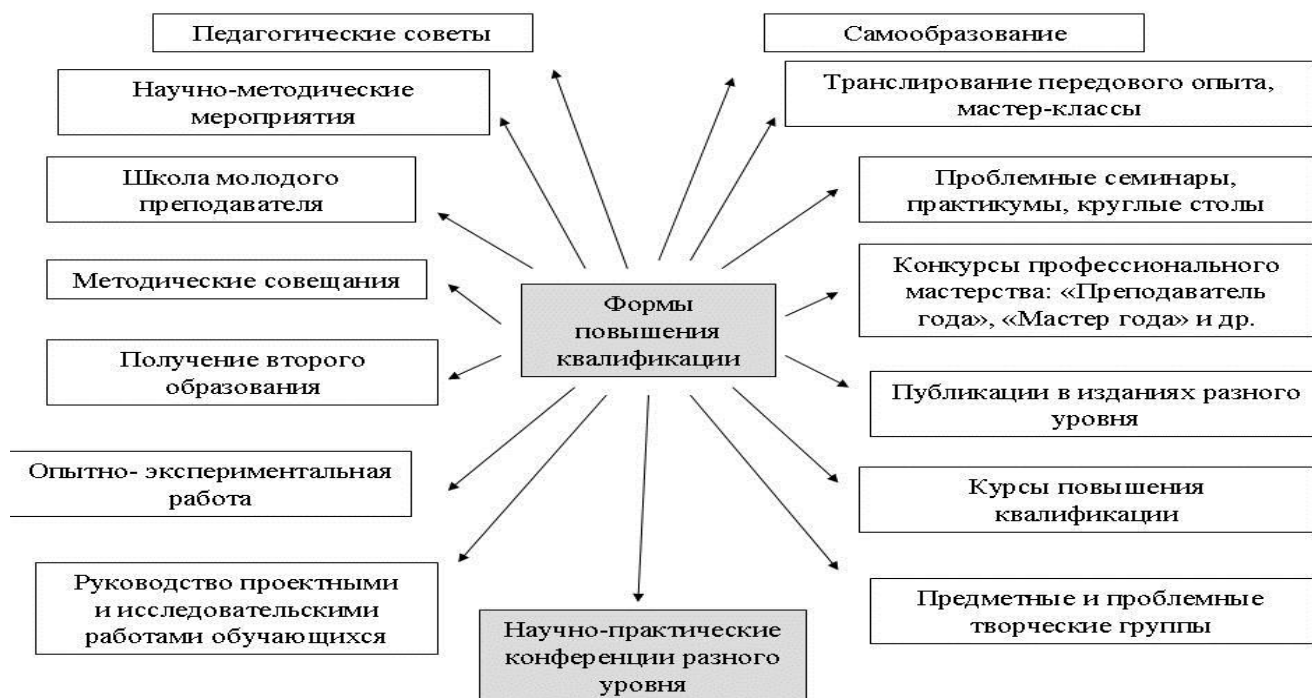 Педагогические советы
Самообразование
Научно-методические
мероприятия
Транслирование передового опыта,
мастер-классы
Школа молодого
преподавателя
Проблемные семинары,
практикумы, круглые столы
Методические совещания
Конкурсы профессионального
мастерства: «Преподаватель
года», «Мастер года» и др.
Формы
повышения
квалификации
Получение второго
образования
Публикации в изданиях разного
уровня
Опытно- экспериментальная
работа
Курсы повышения
квалификации
Руководство проектными
и исследовательскими
работами обучающихся
Предметные и проблемные
творческие группы
Научно-практические
конференции разного
уровня